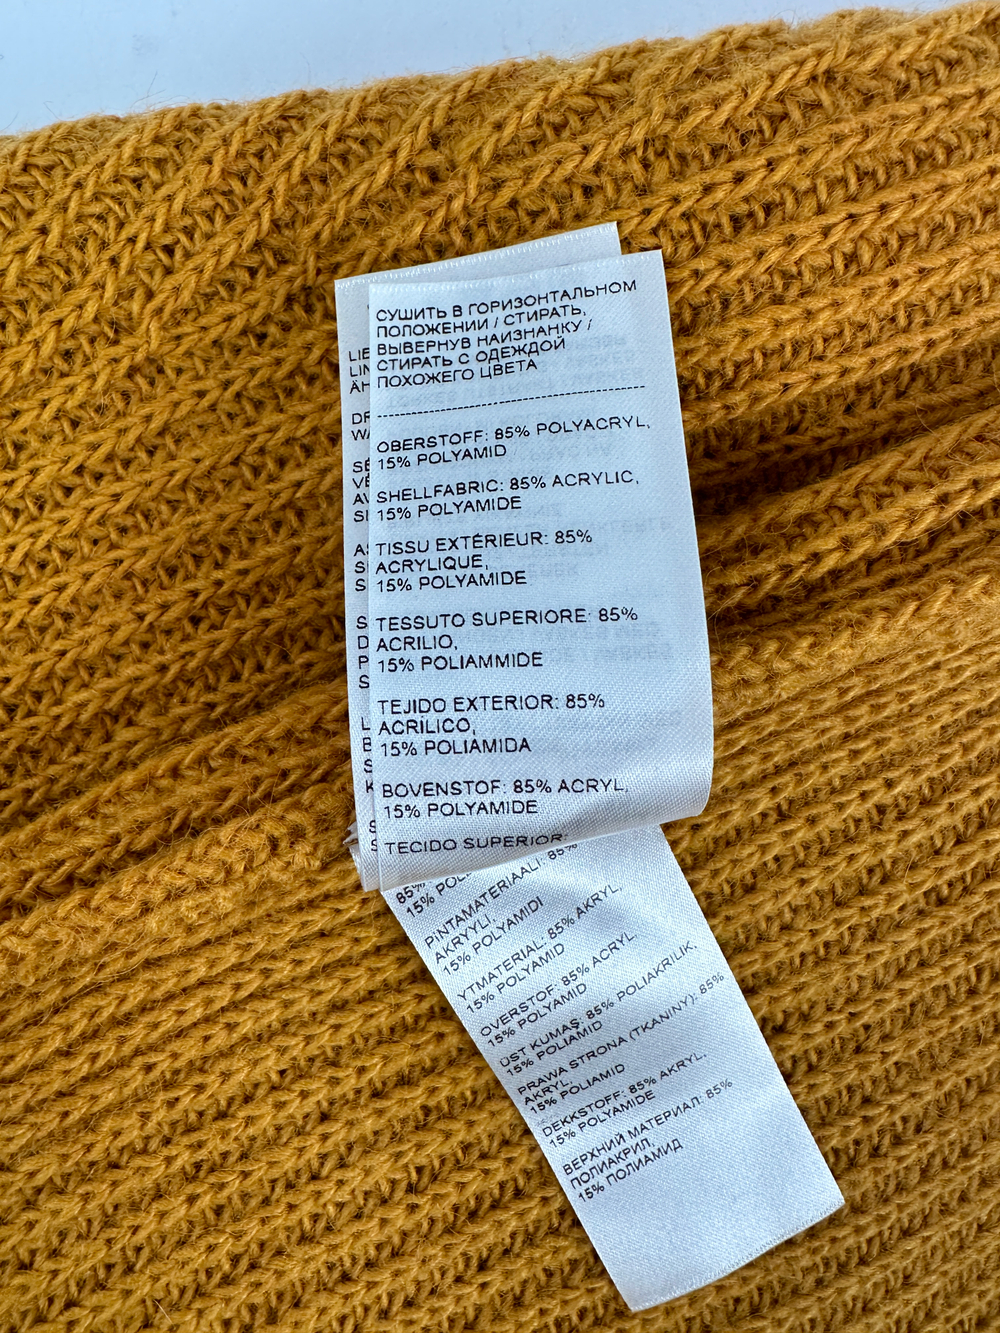 СУШИТЬ В ГОРИЗОНТАЛЬНОМ
ПОЛОЖЕНИИ / СТИРАТЬ,
ВЫВЕРНУВ НАИЗНАНКУ /
СТИРАТЬ С ОДЕЖДОЙ
ПОХОЖЕГО ЦВЕТА
OBERSTOFF: 85% POLYACRYL,
15% POLYAMID
SHELLFABRIC: 85% ACRYLIC,
15% POLYAMIDE
TISSU EXTÉRIEUR: 85%
ACRYLIQUE,
15% POLYAMIDE
TESSUTO SUPERIORE: 85%
ACRILIO,
15% POLIAMMIDE
TEJIDO EXTERIOR: 85%
ACRÍLICO,
15% POLIAMIDA
BOVENSTOF: 85% ACRYL,
15% POLYAMIDE
TECIDO SUPERIOR:
85%
15%
PINTAMATERIAALI: 85%
AKRYYLI,
15% POLYAMIDI
YTMATERIAL: 85% AKRYL,
15% POLYAMID
OVERSTOF: 85% ACRYL,
15% POLYAMID
ÜST KUMAŞ: 85% POLIAKRILIK,
15% POLIAMID
PRAWA STRONA (TKANINY): 85%
AKRYL,
15% POLIAMID
DEKKSTOFF: 85% AKRYL,
15% POLYAMIDE
ВЕРХНИЙ МАТЕРИАЛ: 85%
ПОЛИАКРИЛ,
15% ПОЛИАМИД